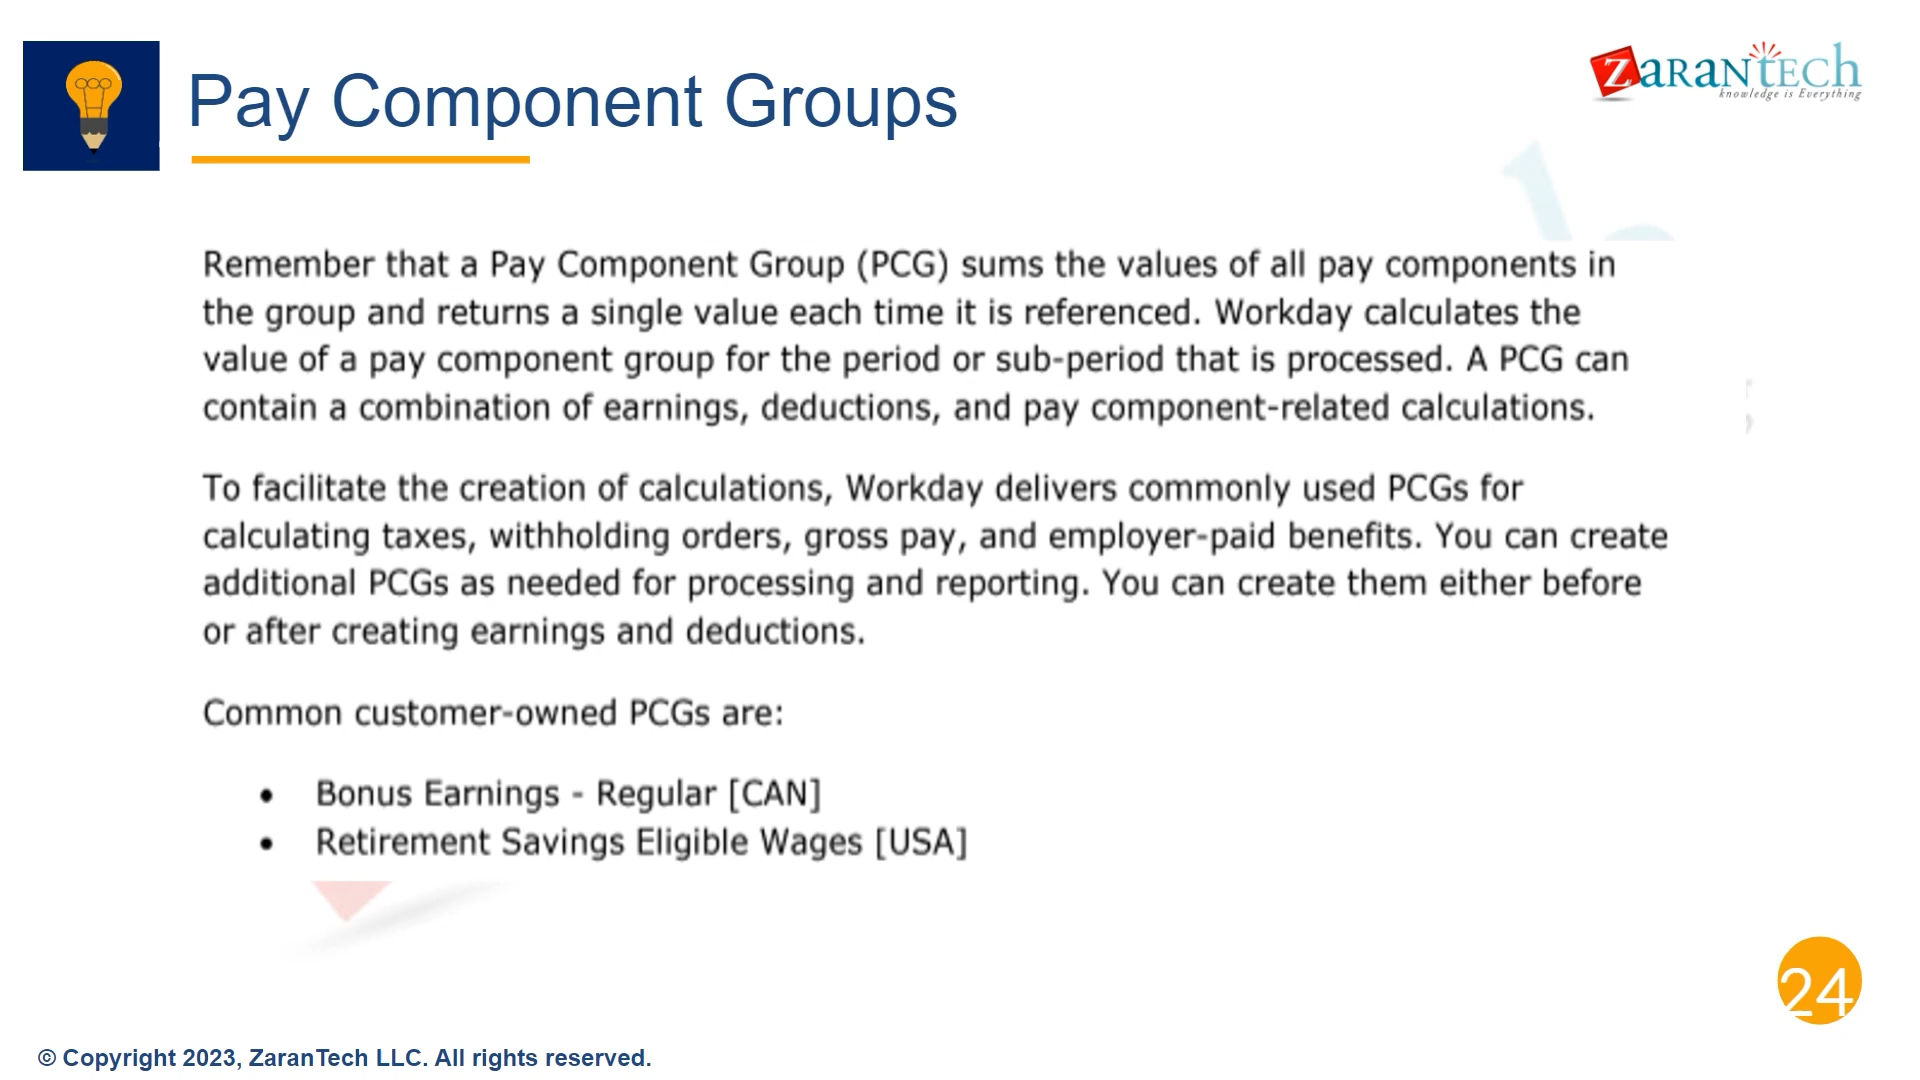 Pay Component Groups
ZaranTech
knowledge is Everything
Remember that a Pay Component Group (PCG) sums the values of all pay components in
the group and returns a single value each time it is referenced. Workday calculates the
value of a pay component group for the period or sub-period that is processed. A PCG can
contain a combination of earnings, deductions, and pay component-related calculations.
To facilitate the creation of calculations, Workday delivers commonly used PCGs for
calculating taxes, withholding orders, gross pay, and employer-paid benefits. You can create
additional PCGs as needed for processing and reporting. You can create them either before
or after creating earnings and deductions.
Common customer-owned PCGs are:
• Bonus Earnings - Regular [CAN]
• Retirement Savings Eligible Wages [USA]
24
© Copyright 2023, ZaranTech LLC. All rights reserved.